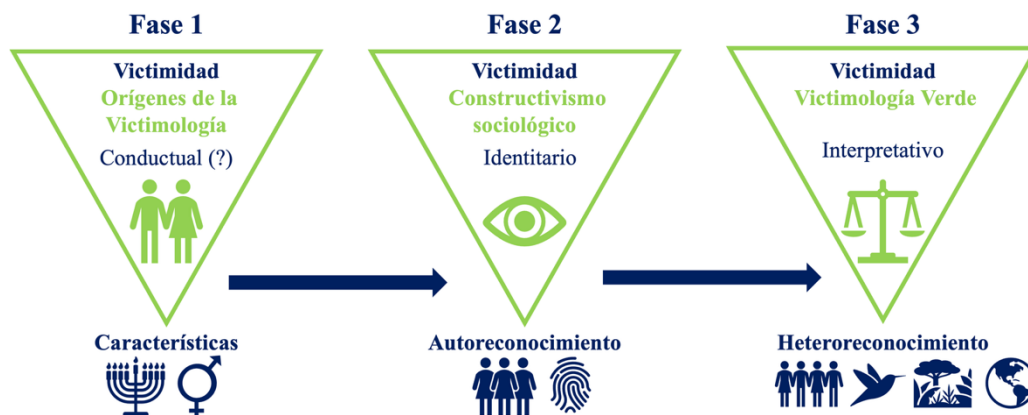 Fase 1
Victimidad
Orígenes de la
Victimología
Conductual (?)
Características
Fase 2
Victimidad
Constructivismo
sociológico
Identitario
Autoreconocimiento
Fase 3
Victimidad
Victimología Verde
Interpretativo
Heteroreconocimiento